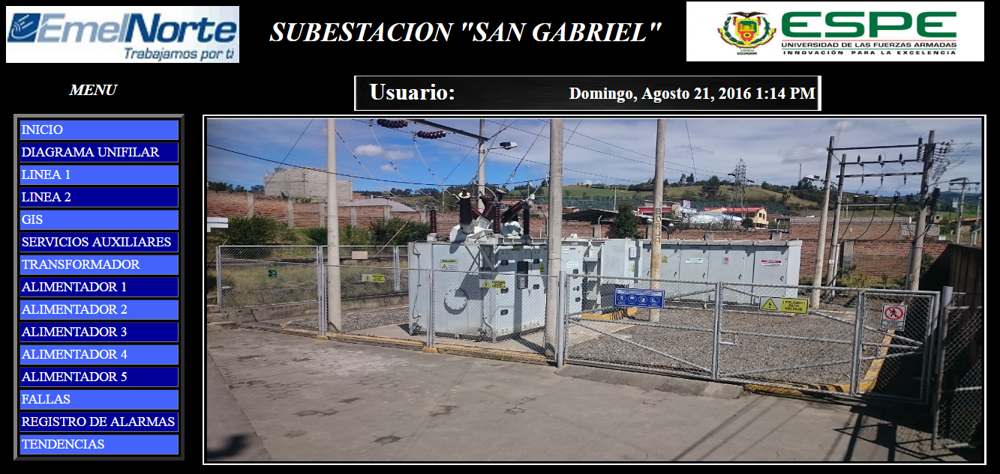 EmelNorte
Trabajamos por ti
SUBESTACION "SAN GABRIEL"
ECUADOR
ESPE
UNIVERSIDAD DE LAS FUERZAS ARMADAS
INNOVACIÓN PARA LA EXCELENCIA
MENU
Usuario:
Domingo, Agosto 21, 2016 1:14 PM
INICIO
DIAGRAMA UNIFILAR
LINEA 1
LINEA 2
GIS
SERVICIOS AUXILIARES
TRANSFORMADOR
ALIMENTADOR 1
ALIMENTADOR 2
ALIMENTADOR 3
ALIMENTADOR 4
ALIMENTADOR 5
FALLAS
REGISTRO DE ALARMAS
TENDENCIAS
¡ PELIGRO !
ALTO
VOLTAJE